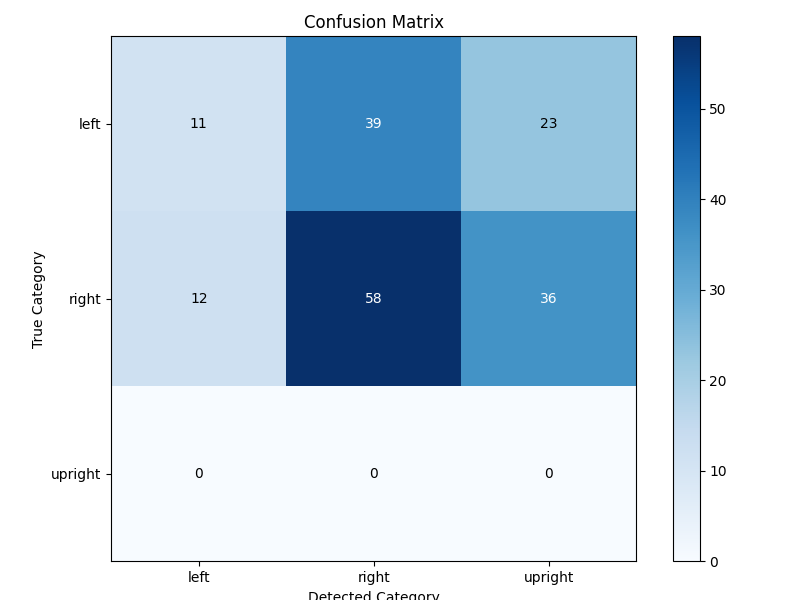 Confusion Matrix
left 11 39 23
right 12 58 36
upright 0 0 0
left right upright
True Category
Detected Category
50
40
30
20
10
0